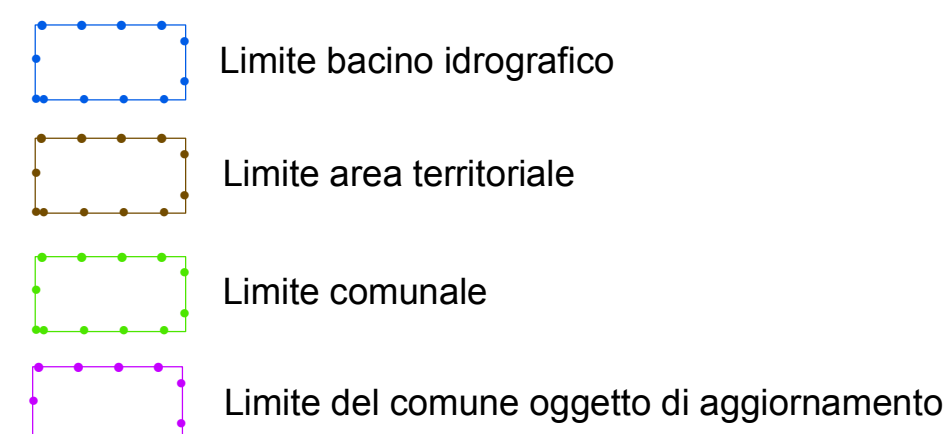 Limite bacino idrografico
Limite area territoriale
Limite comunale
Limite del comune oggetto di aggiornamento